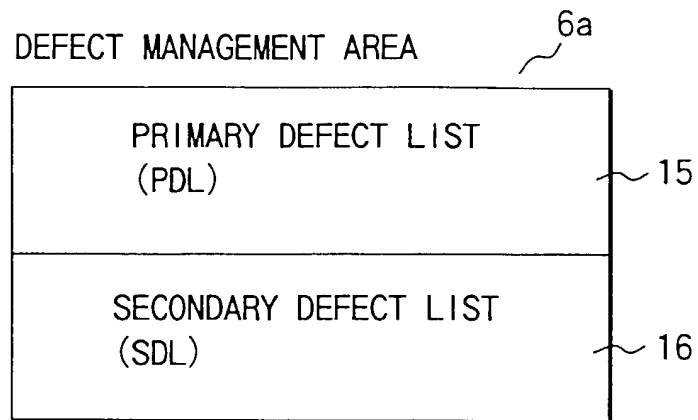 6a
DEFECT MANAGEMENT AREA
PRIMARY DEFECT LIST
(PDL)
15
SECONDARY DEFECT LIST
(SDL)
16